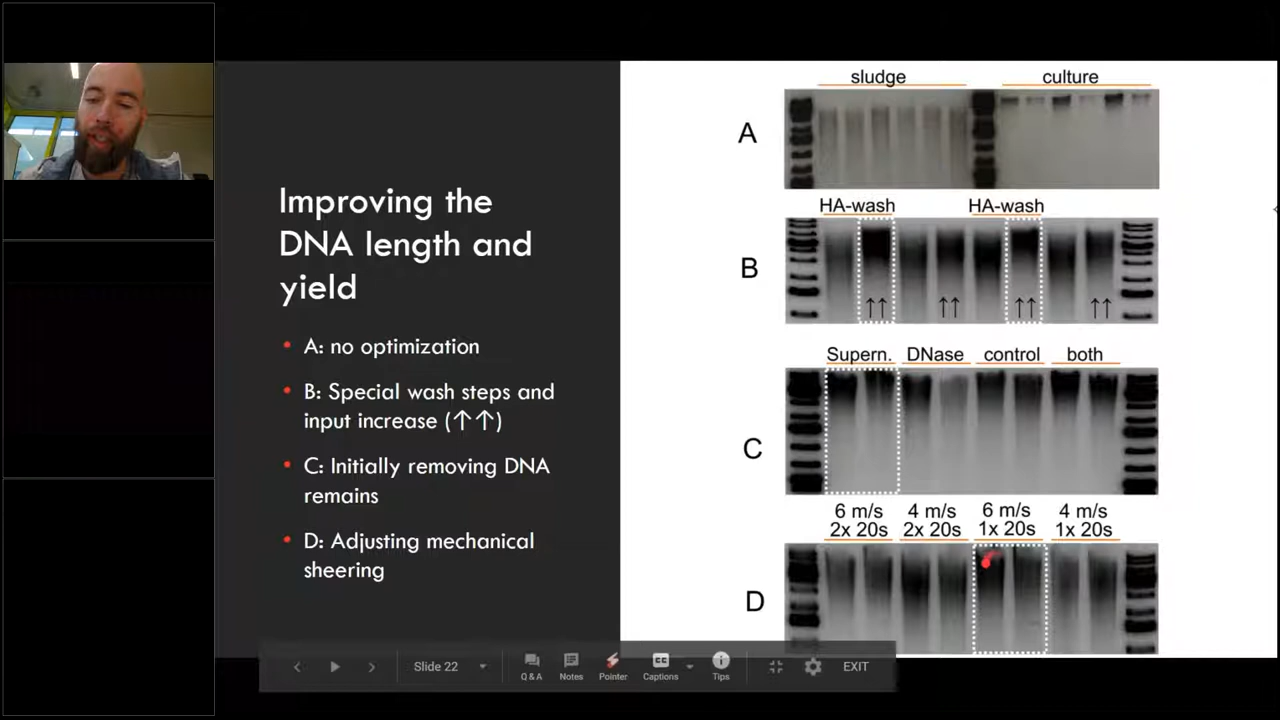 Improving the
DNA length and
yield
• A: no optimization
• B: Special wash steps and
input increase (↑↑)
• C: Initially removing DNA
remains
• D: Adjusting mechanical
sheering
sludge culture
A
HA-wash HA-wash
B
↑↑ ↑↑ ↑↑ ↑↑
Supern. DNase control both
C
6 m/s 4 m/s 6 m/s 4 m/s
2x 20s 2x 20s 1x 20s 1x 20s
D
Slide 22
Q & A Notes Pointer CC Captions Tips
EXIT